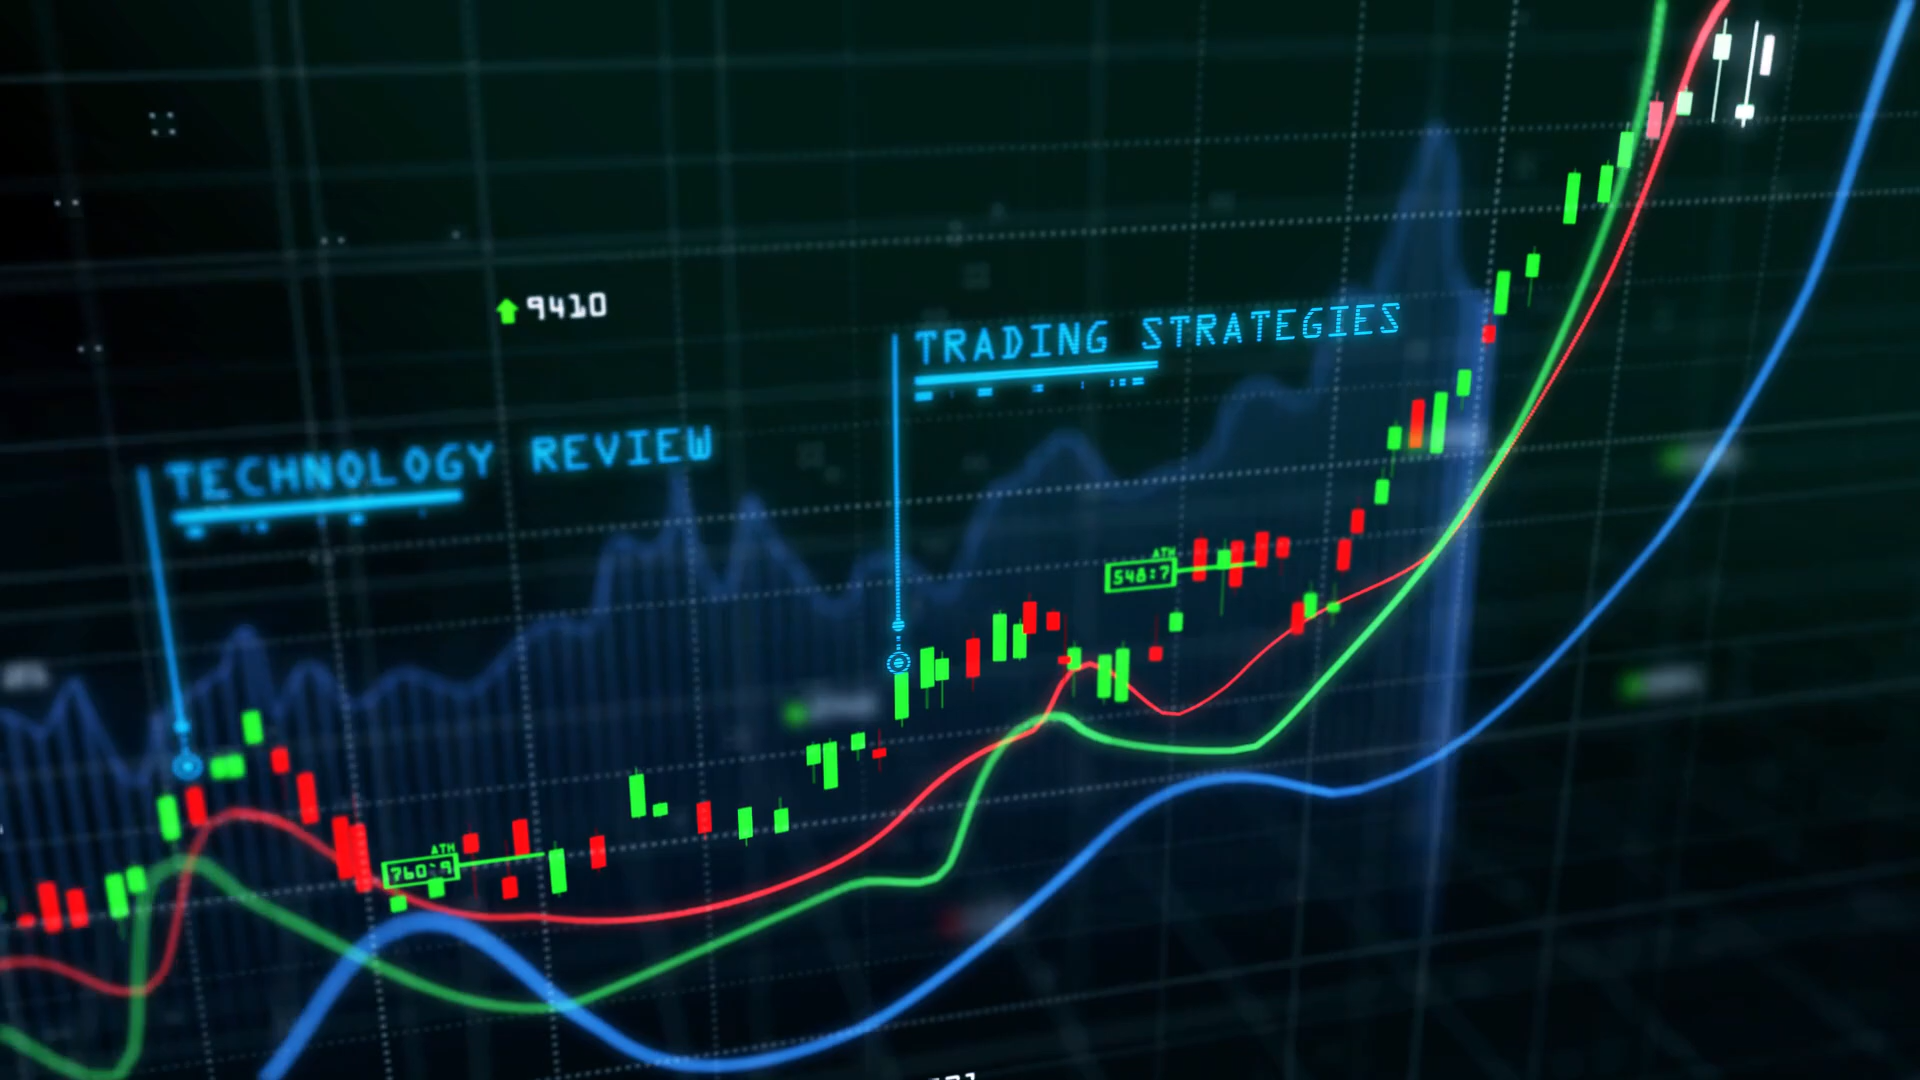 9410
TRADING STRATEGIES
TECHNOLOGY REVIEW
ATH
548:7
ATH